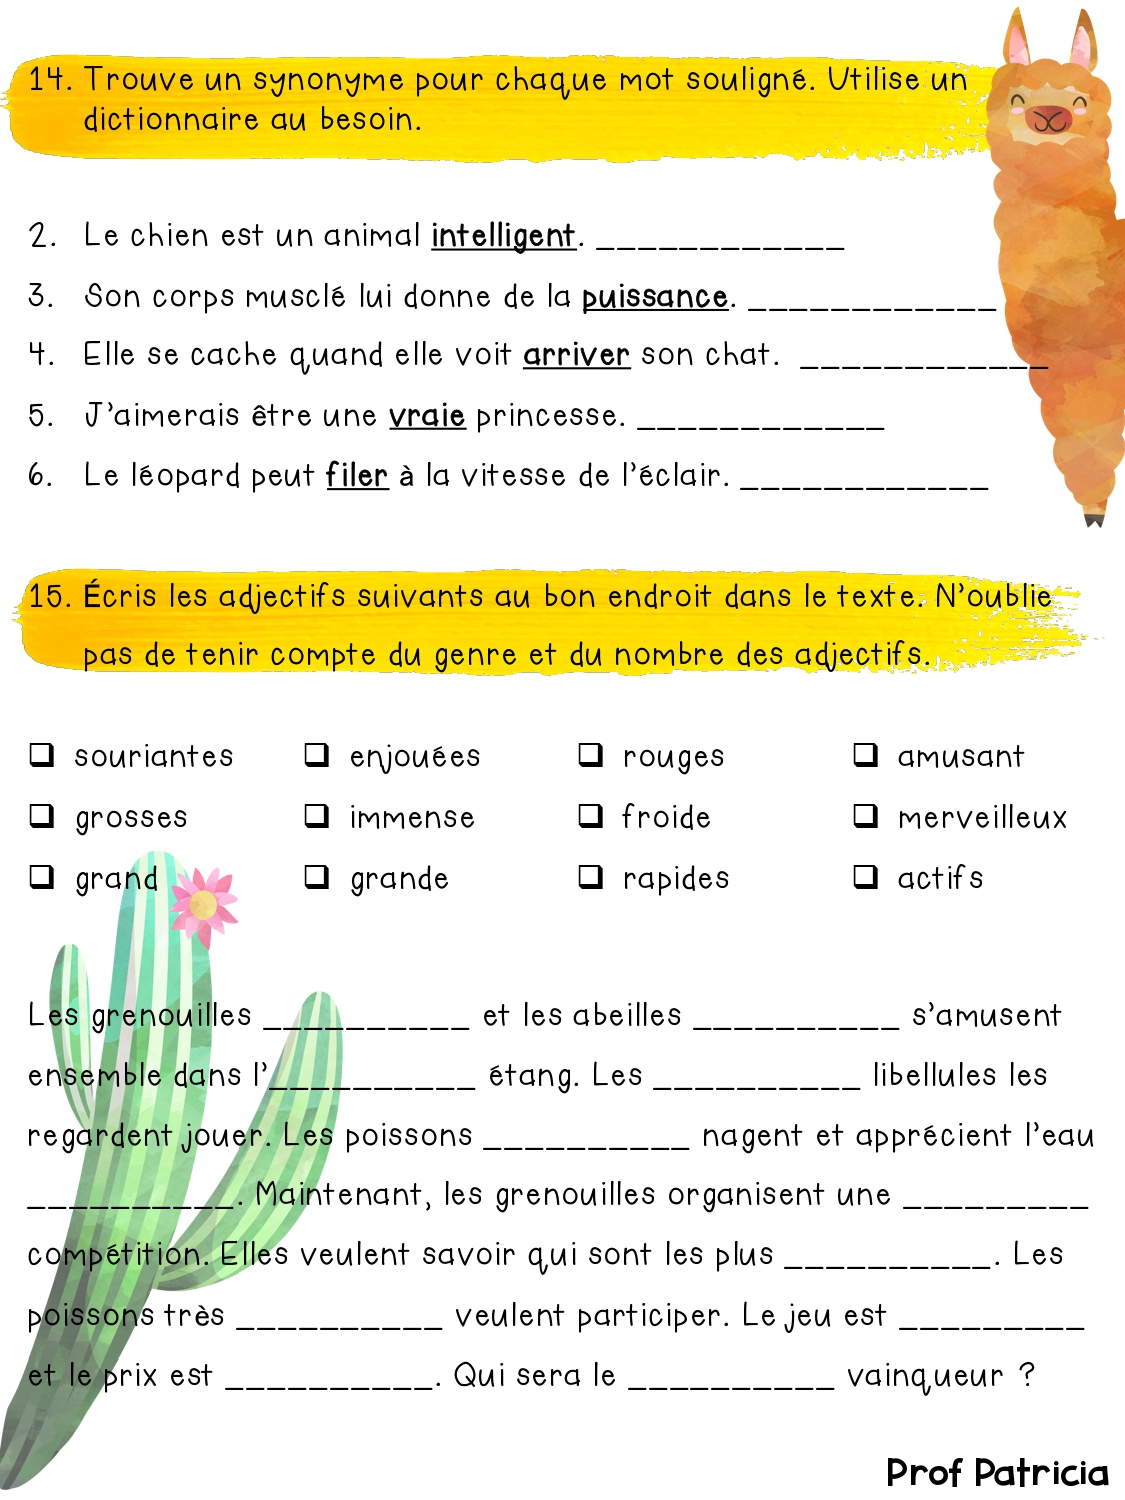 14. Trouve un synonyme pour chaque mot souligné. Utilise un
dictionnaire au besoin.
2. Le chien est un animal intelligent. ____________
3. Son corps musclé lui donne de la puissance. ____________
4. Elle se cache quand elle voit arriver son chat. ____________
5. J'aimerais être une vraie princesse. ____________
6. Le léopard peut filer à la vitesse de l'éclair. ____________
15. Écris les adjectifs suivants au bon endroit dans le texte. N'oublie
pas de tenir compte du genre et du nombre des adjectifs.
❑ souriantes ❑ enjouées ❑ rouges ❑ amusant
❑ grosses ❑ immense ❑ froide ❑ merveilleux
❑ grand ❑ grande ❑ rapides ❑ actifs
Les grenouilles __________ et les abeilles __________ s'amusent
ensemble dans l'__________ étang. Les __________ libellules les
regardent jouer. Les poissons __________ nagent et apprécient l'eau
__________. Maintenant, les grenouilles organisent une _________
compétition. Elles veulent savoir qui sont les plus __________. Les
poissons très __________ veulent participer. Le jeu est _________
et le prix est __________. Qui sera le __________ vainqueur ?
Prof Patricia